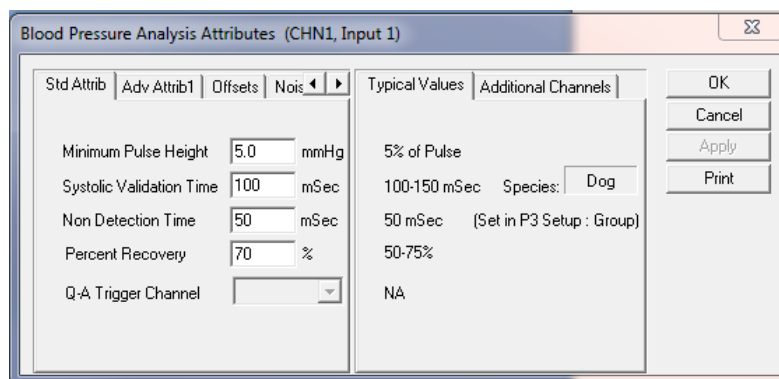 Blood Pressure Analysis Attributes (CHN1, Input 1)
Std Attrib Adv Attrib1 Offsets Nois Typical Values Additional Channels OK
Cancel
Minimum Pulse Height 5.0 mmHg 5% of Pulse Apply
Systolic Validation Time 100 mSec 100-150 mSec Species: Dog Print
Non Detection Time 50 mSec 50 mSec (Set in P3 Setup : Group)
Percent Recovery 70 % 50-75%
Q-A Trigger Channel NA